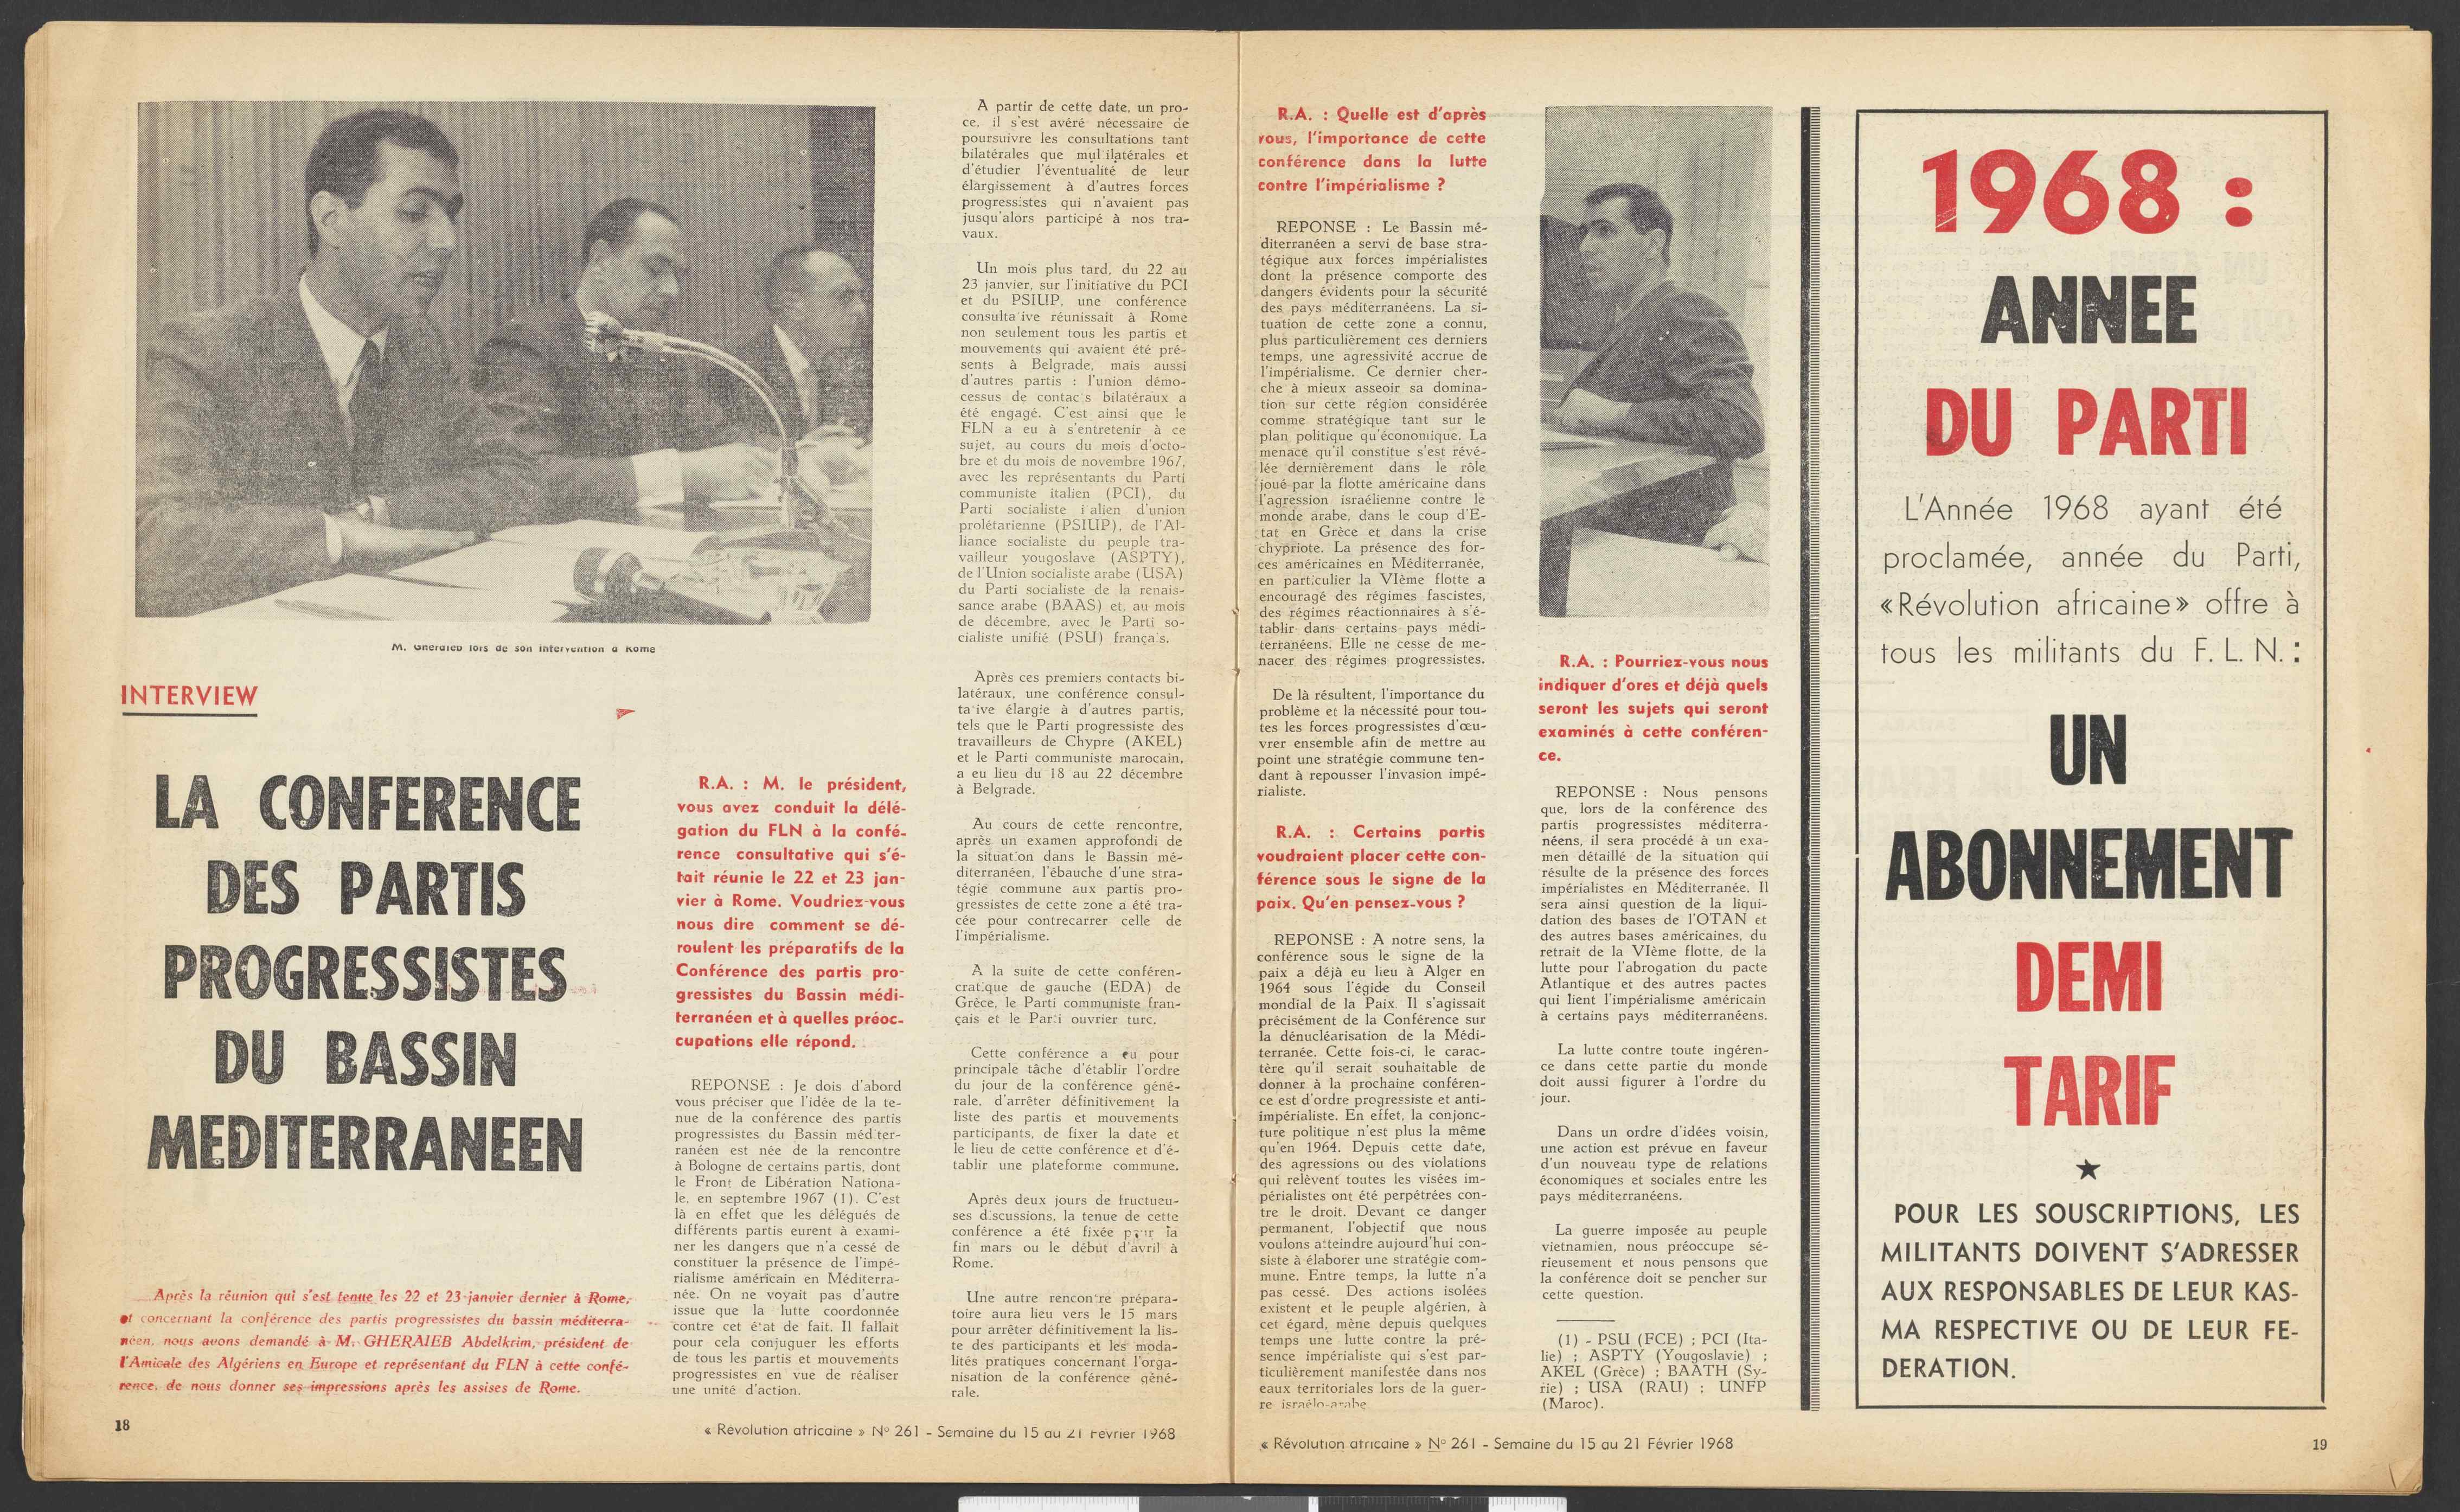 M. Gheraieb lors de son intervention à Rome
INTERVIEW
LA CONFERENCE
DES PARTIS
PROGRESSISTES
DU BASSIN
MEDITERRANEEN
Après la réunion qui s'est tenue les 22 et 23 janvier dernier à Rome,
et concernant la conférence des partis progressistes du bassin méditerra-
néen, nous avons demandé à M. GHERAIEB Abdelkrim, président de
l'Amicale des Algériens en Europe et représentant du FLN à cette confé-
rence, de nous donner ses impressions après les assises de Rome.
18
R.A. : M. le président,
vous avez conduit la délé-
gation du FLN à la confé-
rence consultative qui s'é-
tait réunie le 22 et 23 jan-
vier à Rome. Voudriez-vous
nous dire comment se dé-
roulent les préparatifs de la
Conférence des partis pro-
gressistes du Bassin médi-
terranéen et à quelles préoc-
cupations elle répond.
REPONSE : Je dois d'abord
vous préciser que l'idée de la te-
nue de la conférence des partis
progressistes du Bassin méd.ter-
ranéen est née de la rencontre
à Bologne de certains partis, dont
le Front de Libération Nationa-
le, en septembre 1967 (1). C'est
là en effet que les délégués de
différents partis eurent à exami-
ner les dangers que n'a cessé de
constituer la présence de l'impé-
rialisme américain en Méditerra-
née. On ne voyait pas d'autre
issue que la lutte coordonnée
contre cet état de fait. Il fallait
pour cela conjuguer les efforts
de tous les partis et mouvements
progressistes en vue de réaliser
une unité d'action.
A partir de cette date, un pro-
ce, il s'est avéré nécessaire de
poursuivre les consultations tant
bilatérales que mul ilatérales et
d'étudier l'éventualité de leur
élargissement à d'autres forces
progressistes qui n'avaient pas
jusqu'alors participé à nos tra-
vaux.
Un mois plus tard, du 22 au
23 janvier, sur l'initiative du PCI
et du PSIUP, une conférence
consulta ive réunissait à Rome
non seulement tous les partis et
mouvements qui avaient été pré-
sents à Belgrade, mais aussi
d'autres partis : l'union démo-
cessus de contac s bilatéraux a
été engagé. C'est ainsi que le
FLN a eu à s'entretenir à ce
sujet, au cours du mois d'octo-
bre et du mois de novembre 1967,
avec les représentants du Parti
communiste italien (PCI), du
Parti socialiste i alien d'union
prolétarienne (PSIUP), de l'Al-
liance socialiste du peuple tra-
vailleur yougoslave (ASPTY),
de l'Union socialiste arabe (USA)
du Parti socialiste de la renais-
sance arabe (BAAS) et, au mois
de décembre, avec le Parti so-
cialiste unifié (PSU) français.
Après ces premiers contacts bi-
latéraux, une conférence consul-
ta ive élargie à d'autres partis,
tels que le Parti progressiste des
travailleurs de Chypre (AKEL)
et le Parti communiste marocain,
a eu lieu du 18 au 22 décembre
à Belgrade.
Au cours de cette rencontre,
après un examen approfondi de
la situation dans le Bassin mé-
diterranéen, l'ébauche d'une stra-
tégie commune aux partis pro-
gressistes de cette zone a été tra-
cée pour contrecarrer celle de
l'impérialisme.
A la suite de cette conféren-
cratique de gauche (EDA) de
Grèce, le Parti communiste fran-
çais et le Parti ouvrier turc.
Cette conférence a eu pour
principale tâche d'établir l'ordre
du jour de la conférence géné-
rale, d'arrêter définitivement la
liste des partis et mouvements
participants, de fixer la date et
le lieu de cette conférence et d'é-
tablir une plateforme commune.
Après deux jours de fructueu-
ses discussions, la tenue de cette
conférence a été fixée pour la
fin mars ou le début d'avril à
Rome.
Une autre rencontre prépara-
toire aura lieu vers le 15 mars
pour arrêter définitivement la lis-
te des participants et les moda-
lités pratiques concernant l'orga-
nisation de la conférence géné-
rale.
« Révolution africaine » N° 261 - Semaine du 15 au 21 Février 1968
R.A. : Quelle est d'après
vous, l'importance de cette
conférence dans la lutte
contre l'impérialisme ?
REPONSE : Le Bassin mé-
diterranéen a servi de base stra-
tégique aux forces impérialistes
dont la présence comporte des
dangers évidents pour la sécurité
des pays méditerranéens. La si-
tuation de cette zone a connu,
plus particulièrement ces derniers
temps, une agressivité accrue de
l'impérialisme. Ce dernier cher-
che à mieux asseoir sa domina-
tion sur cette région considérée
comme stratégique tant sur le
plan politique qu'économique. La
menace qu'il constitue s'est révé-
lée dernièrement dans le rôle
joué par la flotte américaine dans
l'agression israélienne contre le
monde arabe, dans le coup d'E-
tat en Grèce et dans la crise
chypriote. La présence des for-
ces américaines en Méditerranée,
en particulier la VIème flotte a
encouragé des régimes fascistes,
des régimes réactionnaires à s'é-
tablir dans certains pays médi-
terranéens. Elle ne cesse de me-
nacer des régimes progressistes.
De là résultent, l'importance du
problème et la nécessité pour tou-
tes les forces progressistes d'œu-
vrer ensemble afin de mettre au
point une stratégie commune ten-
dant à repousser l'invasion impé-
rialiste.
R.A. : Certains partis
voudraient placer cette con-
férence sous le signe de la
paix. Qu'en pensez-vous ?
REPONSE : A notre sens, la
conférence sous le signe de la
paix a déjà eu lieu à Alger en
1964 sous l'égide du Conseil
mondial de la Paix. Il s'agissait
précisément de la Conférence sur
la dénucléarisation de la Médi-
terranée. Cette fois-ci, le carac-
tère qu'il serait souhaitable de
donner à la prochaine conféren-
ce est d'ordre progressiste et anti-
impérialiste. En effet, la conjonc-
ture politique n'est plus la même
qu'en 1964. Depuis cette date,
des agressions ou des violations
qui relèvent toutes les visées im-
périalistes ont été perpétrées con-
tre le droit. Devant ce danger
permanent, l'objectif que nous
voulons atteindre aujourd'hui con-
siste à élaborer une stratégie com-
mune. Entre temps, la lutte n'a
pas cessé. Des actions isolées
existent et le peuple algérien, à
cet égard, mène depuis quelques
temps une lutte contre la pré-
sence impérialiste qui s'est par-
ticulièrement manifestée dans nos
eaux territoriales lors de la guer-
re israélo-arabe
R.A. : Pourriez-vous nous
indiquer d'ores et déjà quels
seront les sujets qui seront
examinés à cette conféren-
ce.
REPONSE : Nous pensons
que, lors de la conférence des
partis progressistes méditerra-
néens, il sera procédé à un exa-
men détaillé de la situation qui
résulte de la présence des forces
impérialistes en Méditerranée. Il
sera ainsi question de la liqui-
dation des bases de l'OTAN et
des autres bases américaines, du
retrait de la VIème flotte, de la
lutte pour l'abrogation du pacte
Atlantique et des autres pactes
qui lient l'impérialisme américain
à certains pays méditerranéens.
La lutte contre toute ingéren-
ce dans cette partie du monde
doit aussi figurer à l'ordre du
jour.
Dans un ordre d'idées voisin,
une action est prévue en faveur
d'un nouveau type de relations
économiques et sociales entre les
pays méditerranéens.
La guerre imposée au peuple
vietnamien, nous préoccupe sé-
rieusement et nous pensons que
la conférence doit se pencher sur
cette question.
(1) - PSU (FCE) ; PCI (Ita-
lie) ; ASPTY (Yougoslavie) ;
AKEL (Grèce) ; BAATH (Sy-
rie) ; USA (RAU) ; UNFP
(Maroc).
« Révolution africaine » N° 261 - Semaine du 15 au 21 Février 1968
1968 :
ANNEE
DU PARTI
L'Année 1968 ayant été
proclamée, année du Parti,
«Révolution africaine» offre à
tous les militants du F. L. N. :
UN
ABONNEMENT
DEMI
TARIF
★
POUR LES SOUSCRIPTIONS, LES
MILITANTS DOIVENT S'ADRESSER
AUX RESPONSABLES DE LEUR KAS-
MA RESPECTIVE OU DE LEUR FE-
DERATION.
19